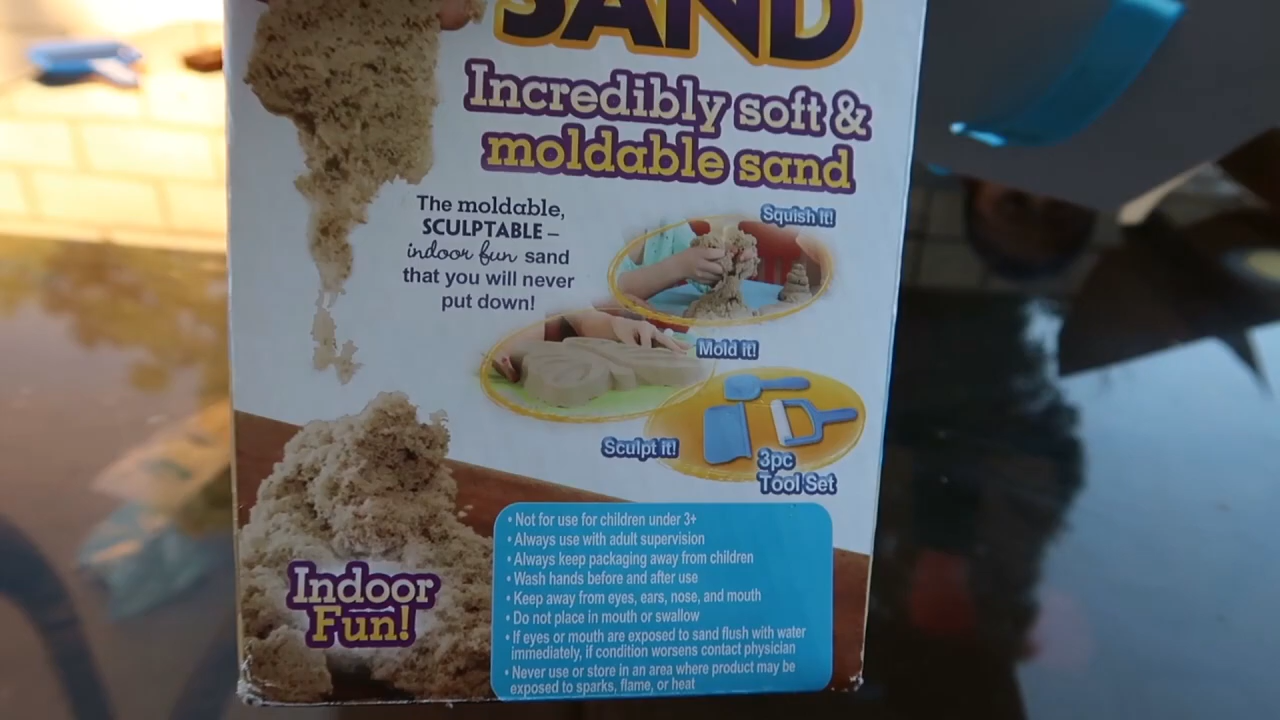 SAND
Incredibly soft &
moldable sand
The moldable,
SCULPTABLE –
indoor fun sand
that you will never
put down!
Squish it!
Mold it!
Sculpt it!
3pc
Tool Set
Indoor
Fun!
• Not for use for children under 3+
• Always use with adult supervision
• Always keep packaging away from children
• Wash hands before and after use
• Keep away from eyes, ears, nose, and mouth
• Do not place in mouth or swallow
• If eyes or mouth are exposed to sand flush with water
immediately, if condition worsens contact physician
• Never use or store in an area where product may be
exposed to sparks, flame, or heat